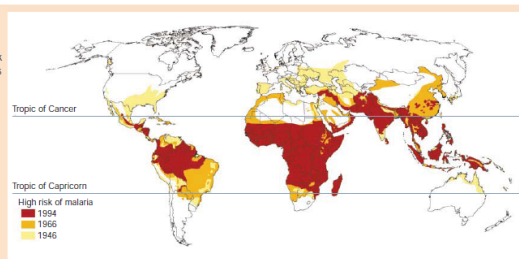 Tropic of Cancer
Tropic of Capricorn
High risk of malaria
1994
1966
1946